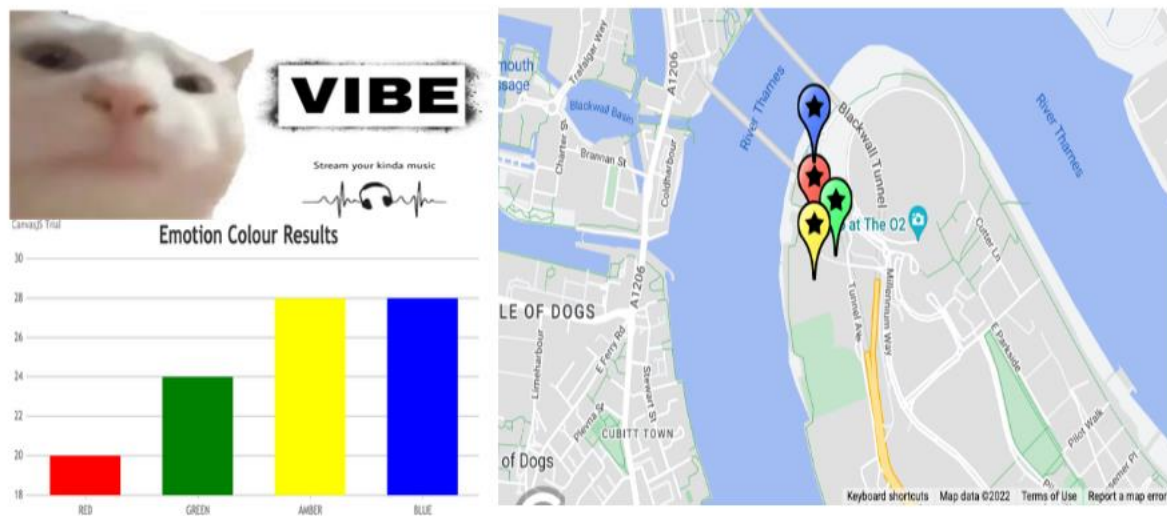 VIBE
Stream your kinda music
CanvasJS Trial
Emotion Colour Results
30
28
26
24
22
20
18
RED
GREEN
AMBER
BLUE
Trafalgar Way
mouth
ssage
A1206
Blackwall Basin
River Thames
Blackwall Tunnel
River Thames
Charter St
Brannan St
Coldharbour
at The O2
Cutter Ln
A1206
LE OF DOGS
Tunnel Ave
Millennium Way
E Ferry Rd
E Parkside
Limeharbour
Stewart St
Plevna St
CUBITT TOWN
Pilot Walk
of Dogs
semer Pl
Keyboard shortcuts
Map data ©2022
Terms of Use
Report a map error